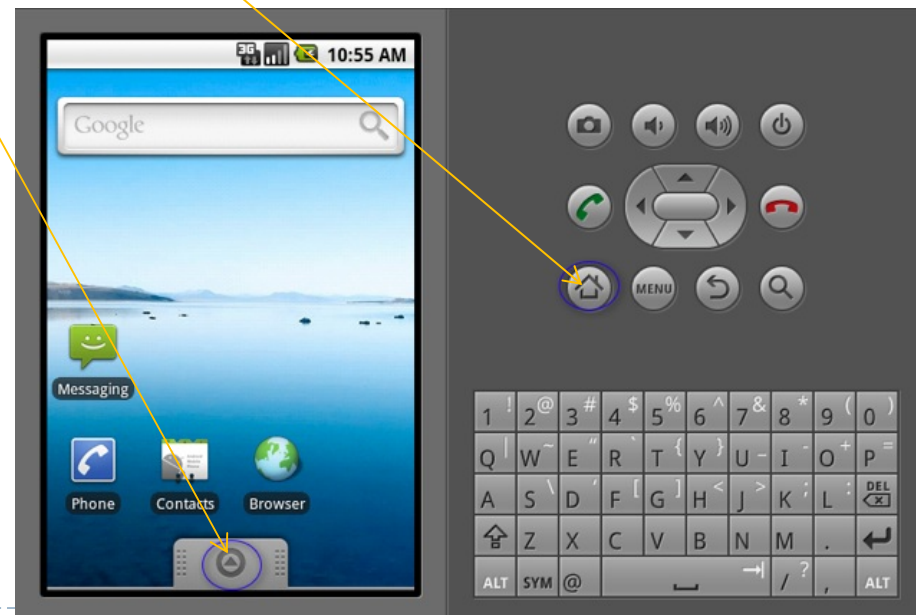 3G 10:55 AM
Google
Messaging
Phone Contacts Browser
MENU
1 ! 2 @ 3 # 4 $ 5 % 6 ^ 7 & 8 * 9 ( 0 )
Q | W ~ E " R ` T { Y } U - I - O + P =
A S \ D ' F [ G ] H < J > K ; L : DEL
Z X C V B N M .
ALT SYM @ / ? , ALT